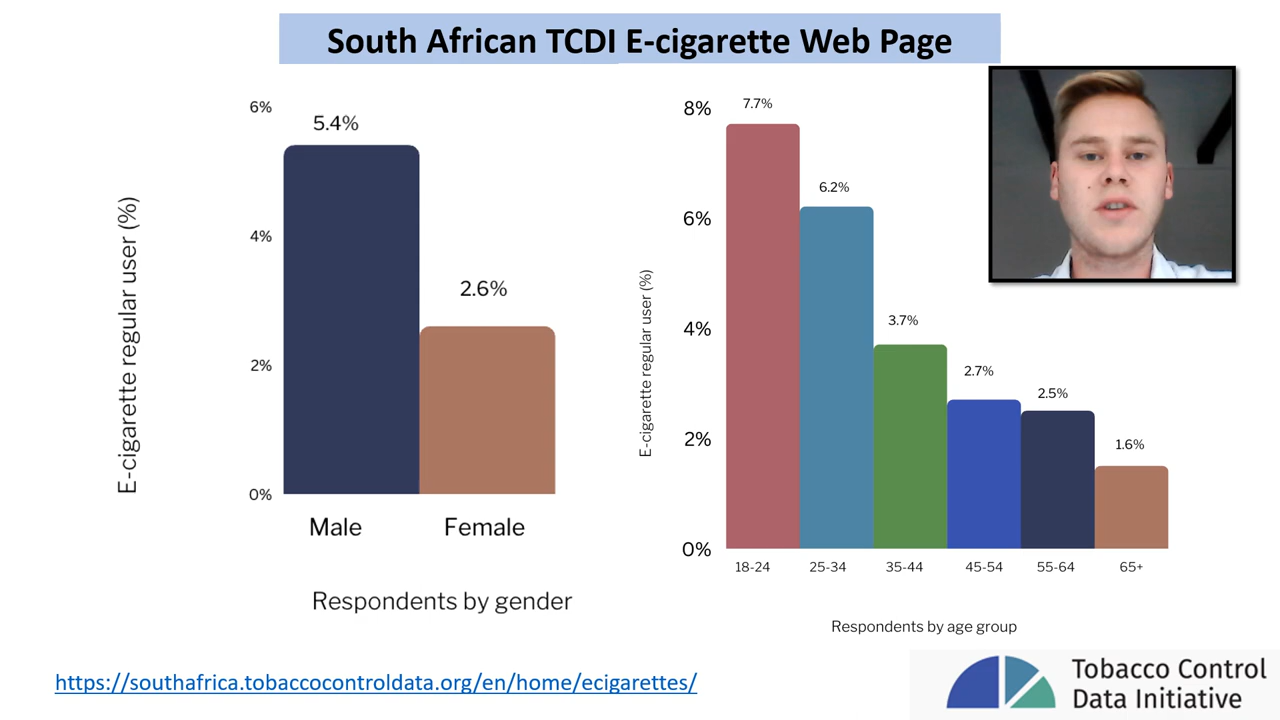 South African TCDI E-cigarette Web Page
E-cigarette regular user (%)
6%
4%
2%
0%
5.4%
2.6%
Male
Female
Respondents by gender
E-cigarette regular user (%)
8%
6%
4%
2%
0%
7.7%
6.2%
3.7%
2.7%
2.5%
1.6%
18-24
25-34
35-44
45-54
55-64
65+
Respondents by age group
https://southafrica.tobaccocontroldata.org/en/home/ecigarettes/
Tobacco Control
Data Initiative